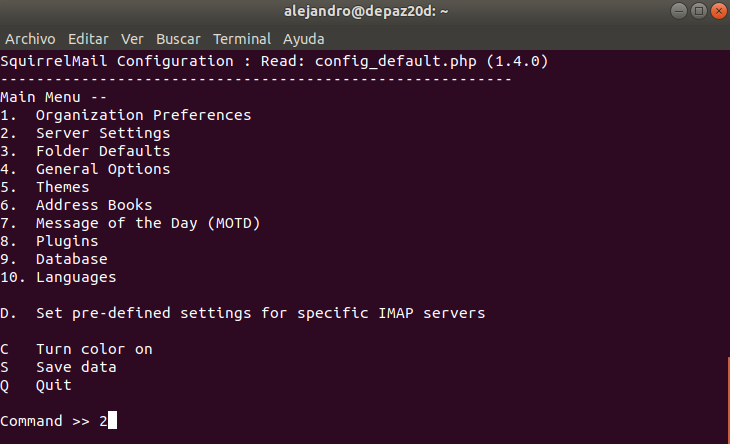 alejandro@depaz20d: ~
Archivo Editar Ver Buscar Terminal Ayuda
SquirrelMail Configuration : Read: config_default.php (1.4.0)
---------------------------------------------------------
Main Menu --
1.  Organization Preferences
2.  Server Settings
3.  Folder Defaults
4.  General Options
5.  Themes
6.  Address Books
7.  Message of the Day (MOTD)
8.  Plugins
9.  Database
10. Languages

D.  Set pre-defined settings for specific IMAP servers

C   Turn color on
S   Save data
Q   Quit

Command >> 2